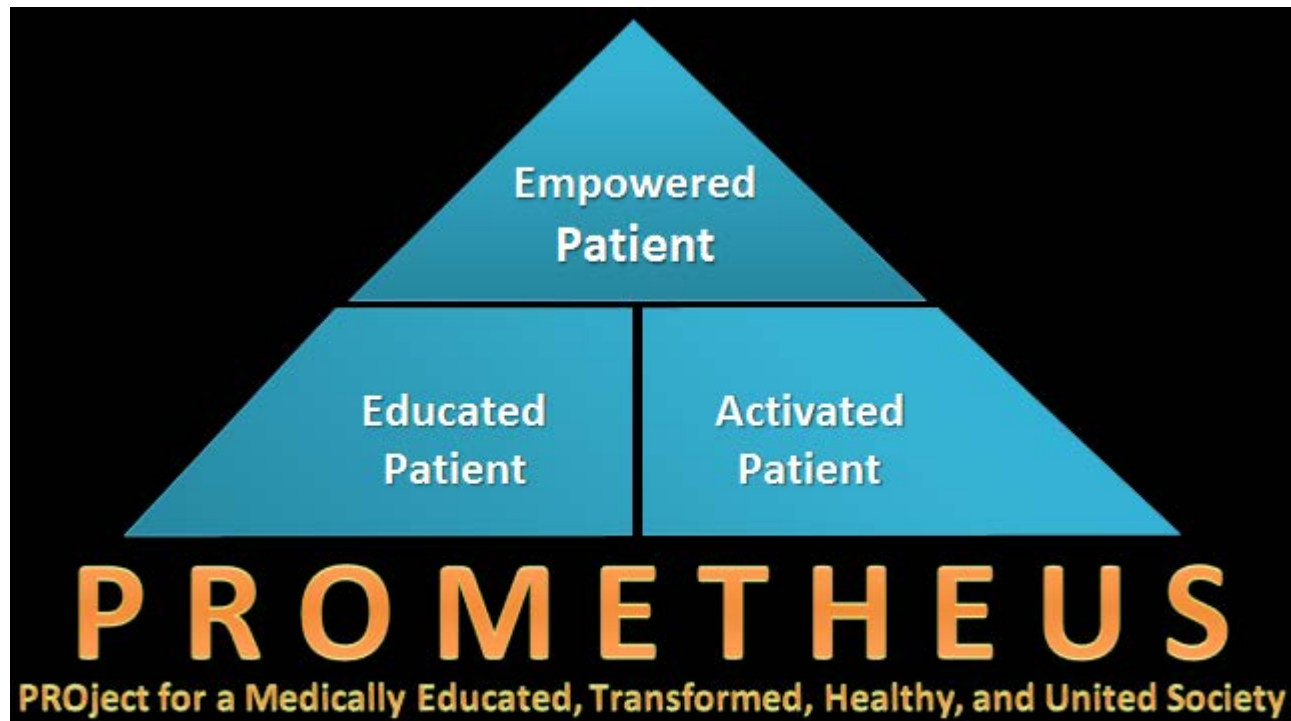 Empowered
Patient
Educated
Patient
Activated
Patient
PROMETHEUS
PROject for a Medically Educated, Transformed, Healthy, and United Society